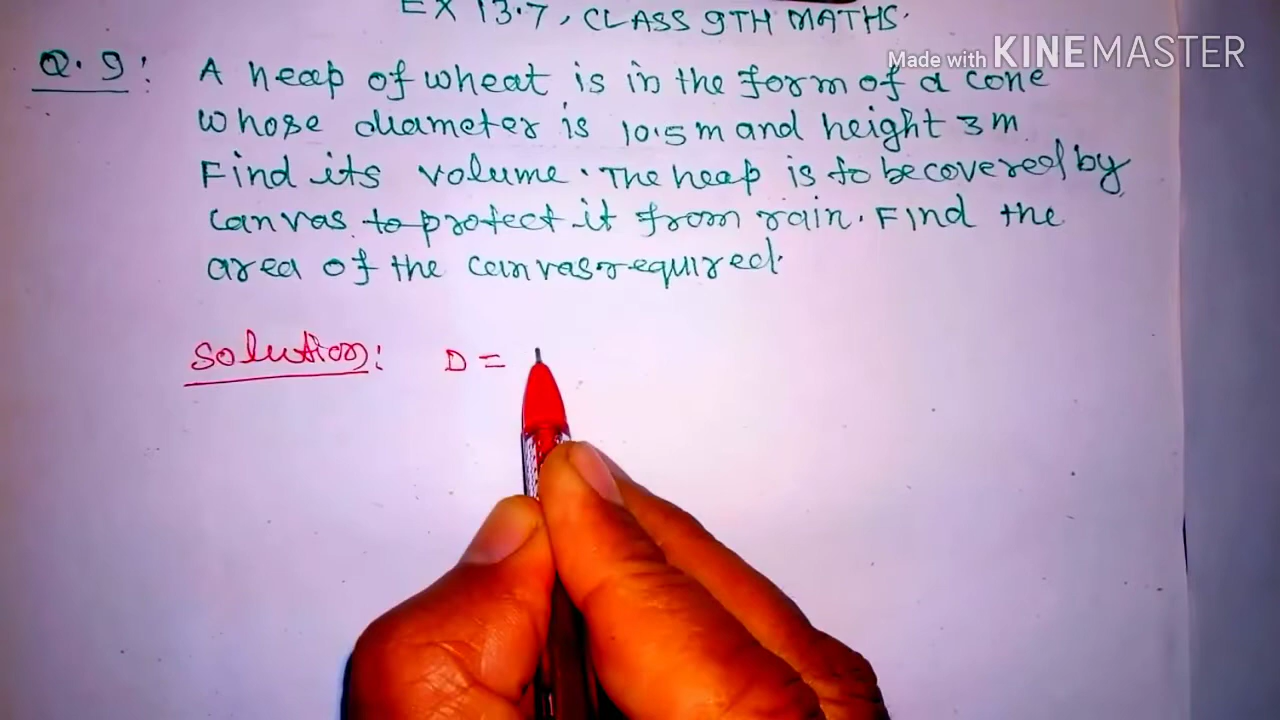 EX 13.7, CLASS 9TH MATHS.
Made with KINEMASTER
Q.9: A heap of wheat is in the form of a cone
whose diameter is 10.5m and height 3m
Find its volume. The heap is to be covered by
canvas to protect it from rain. Find the
area of the canvas required.
Solution: D =